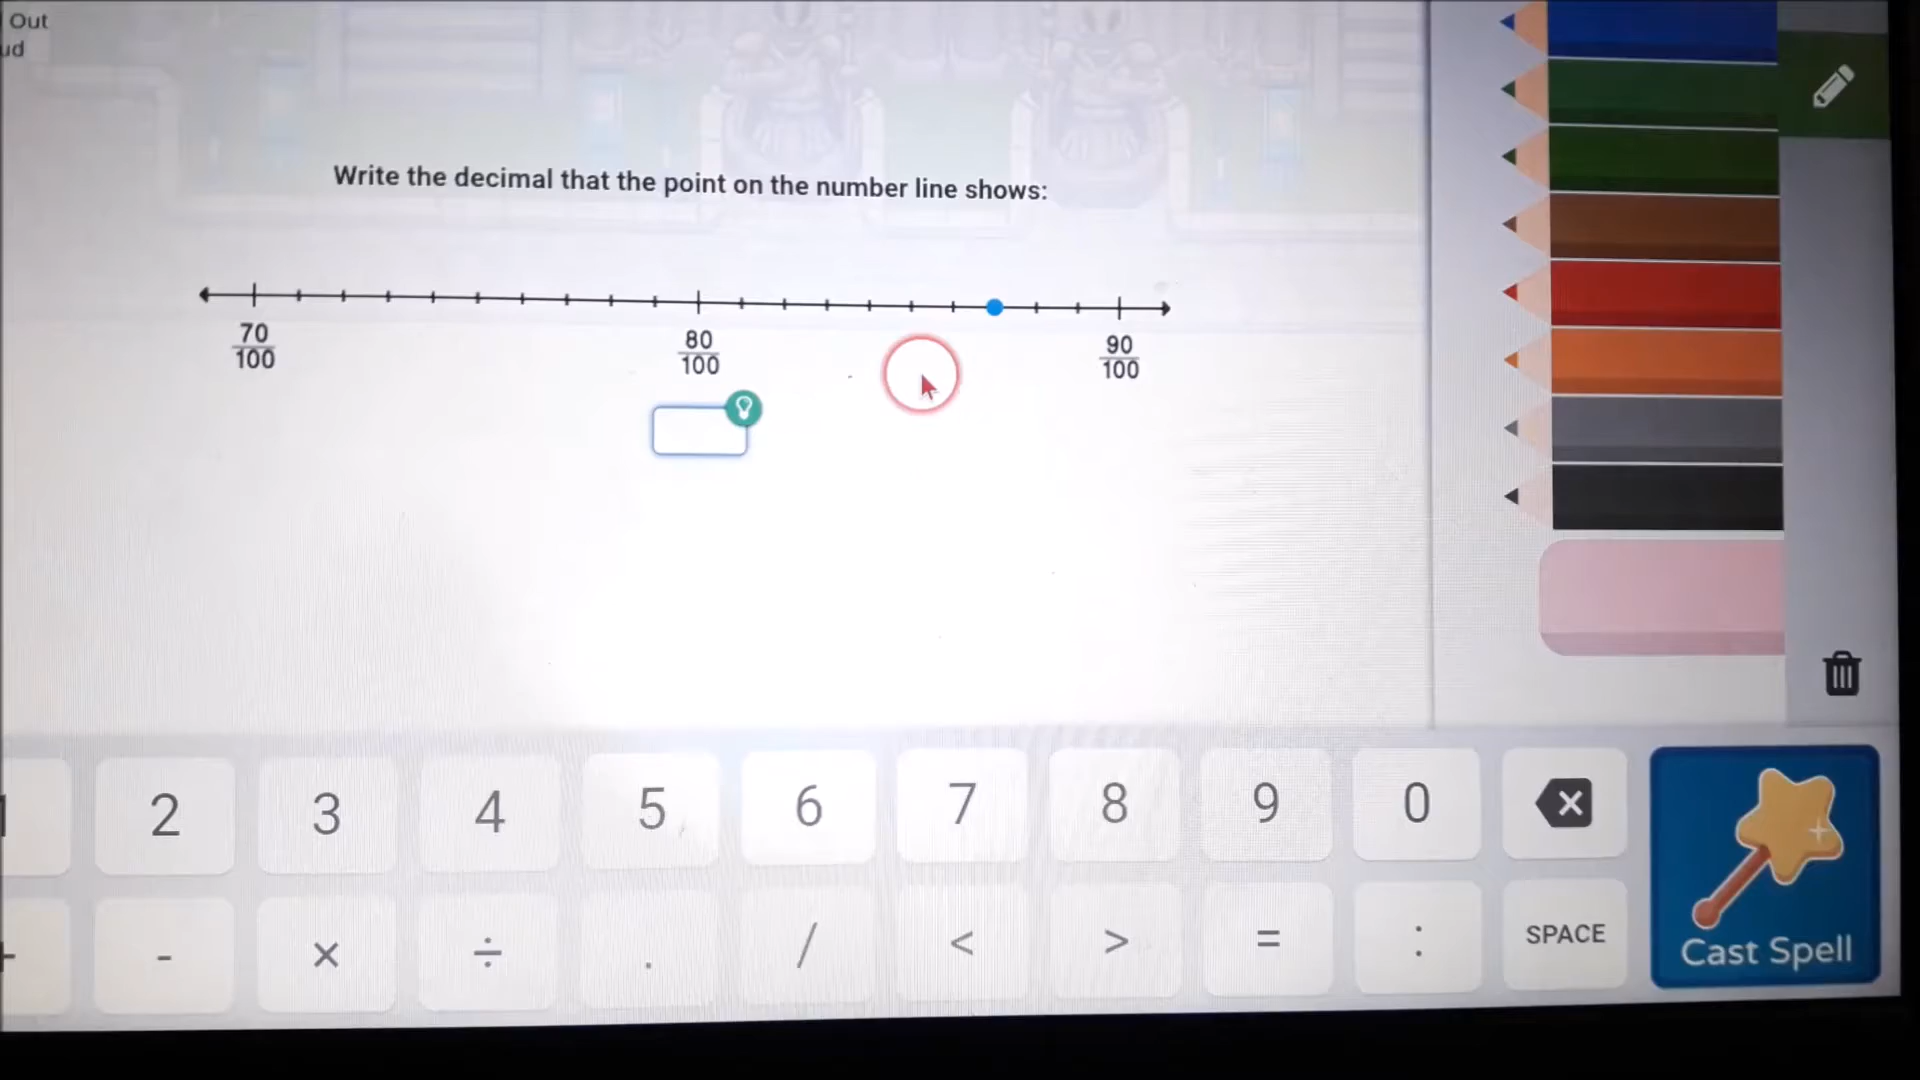 Out
ud
Write the decimal that the point on the number line shows:
70
100
80
100
90
100
1 2 3 4 5 6 7 8 9 0
+ - × ÷ . / < > = : SPACE
Cast Spell